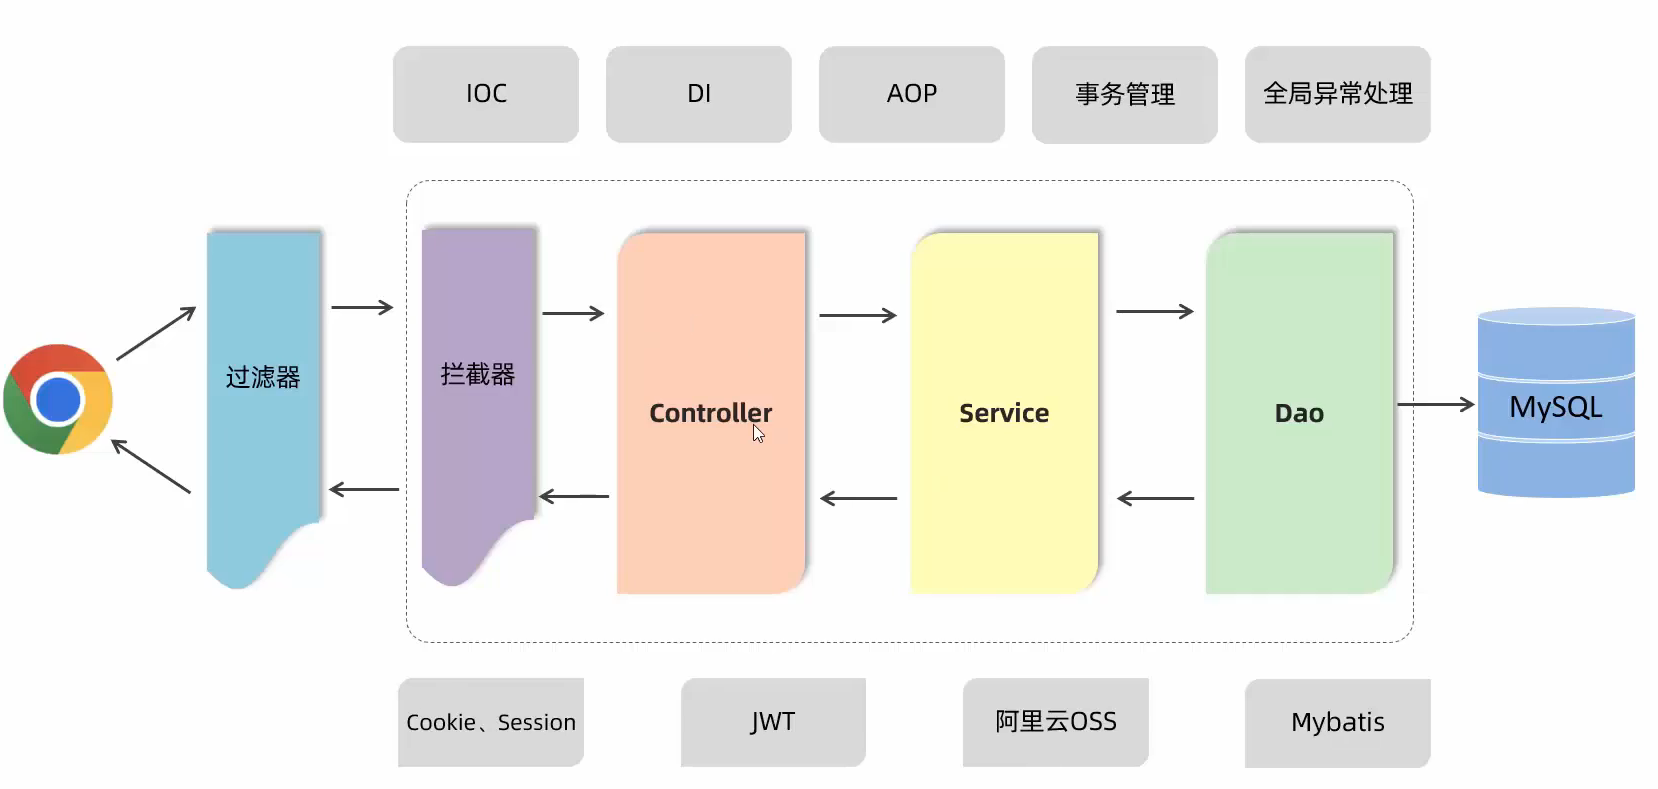 IOC
DI
AOP
事务管理
全局异常处理
过滤器
拦截器
Controller
Service
Dao
MySQL
Cookie、Session
JWT
阿里云OSS
Mybatis